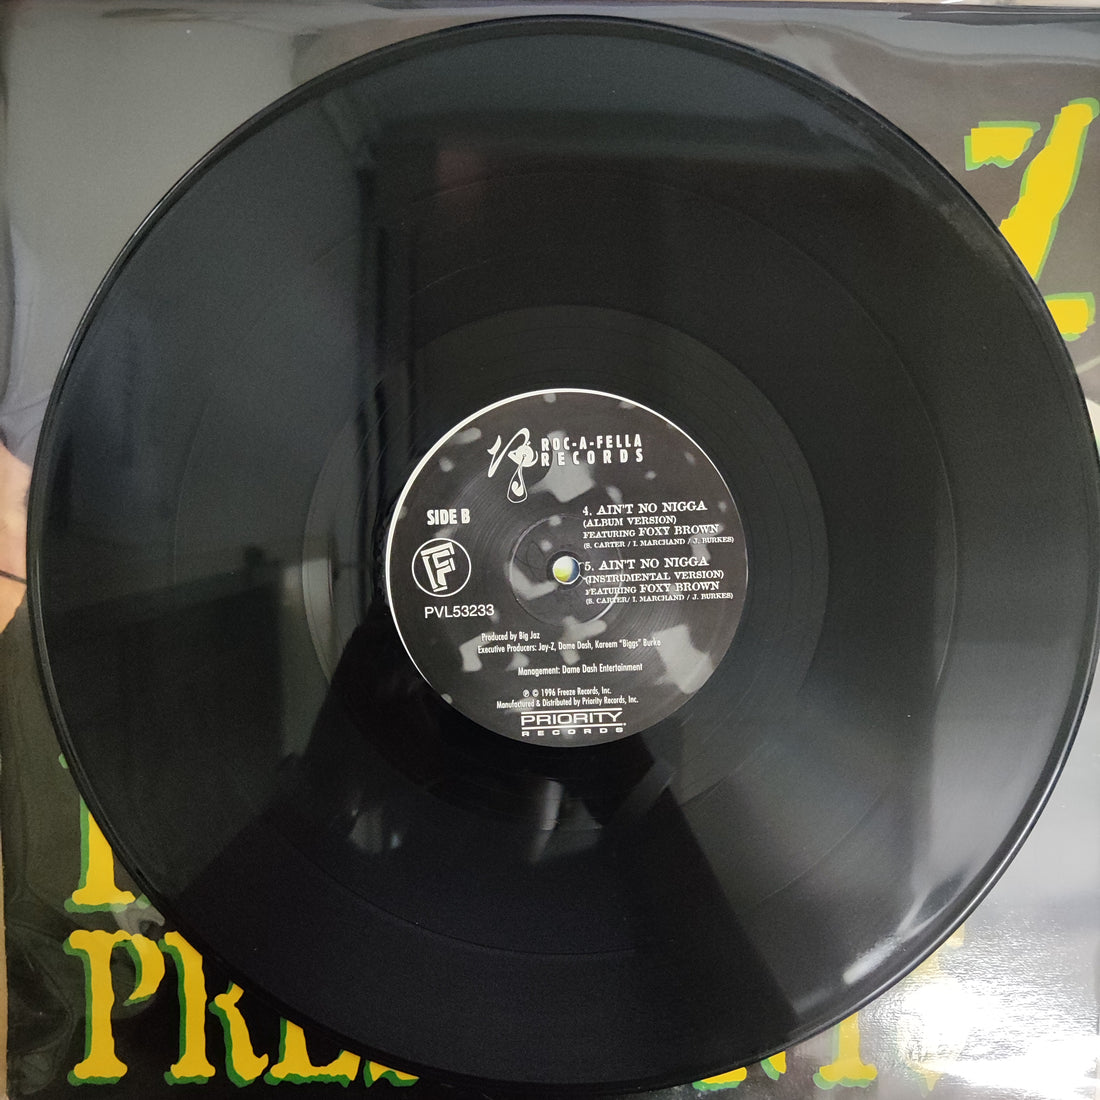 Z
ROC-A-FELLA
RECORDS
SIDE B
4. AIN'T NO NIGGA
(ALBUM VERSION)
FEATURING FOXY BROWN
(S. CARTER / I. MARCHAND / J. BURKES)
5. AIN'T NO NIGGA
(INSTRUMENTAL VERSION)
FEATURING FOXY BROWN
(S. CARTER/ I. MARCHAND / J. BURKES)
F
PVL53233
Produced by Big Jaz
Executive Producers: Jay-Z, Dame Dash, Kareem "Biggs" Burke
Management: Dame Dash Entertainment
℗ © 1996 Freeze Records, Inc.
Manufactured & Distributed by Priority Records, Inc.
PRIORITY
RECORDS